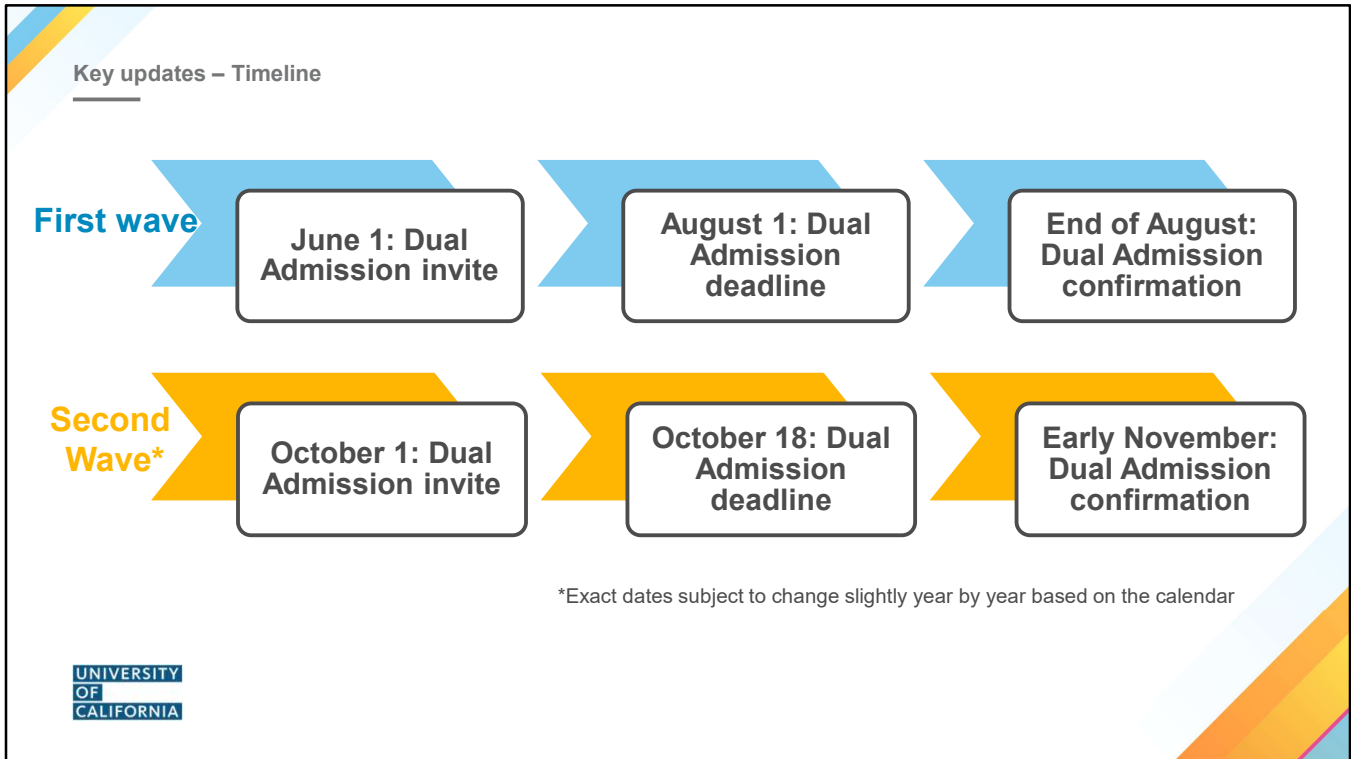 Key updates – Timeline
First wave
June 1: Dual
Admission invite
August 1: Dual
Admission
deadline
End of August:
Dual Admission
confirmation
Second
Wave*
October 1: Dual
Admission invite
October 18: Dual
Admission
deadline
Early November:
Dual Admission
confirmation
*Exact dates subject to change slightly year by year based on the calendar
UNIVERSITY
OF
CALIFORNIA